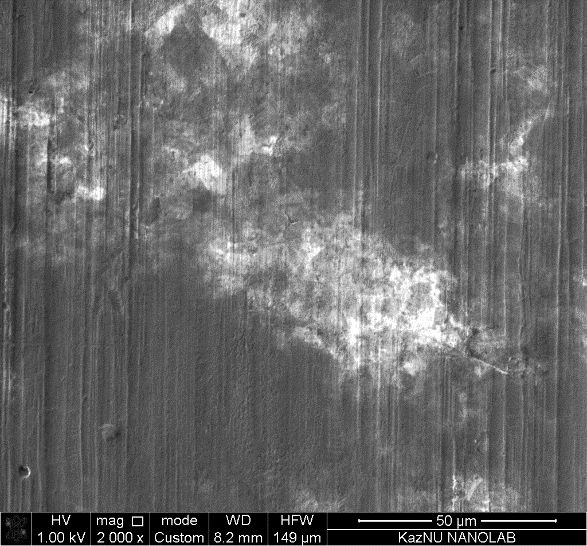 HV mag □ mode WD HFW 50 µm
1.00 kV 2 000 x Custom 8.2 mm 149 µm KazNU NANOLAB